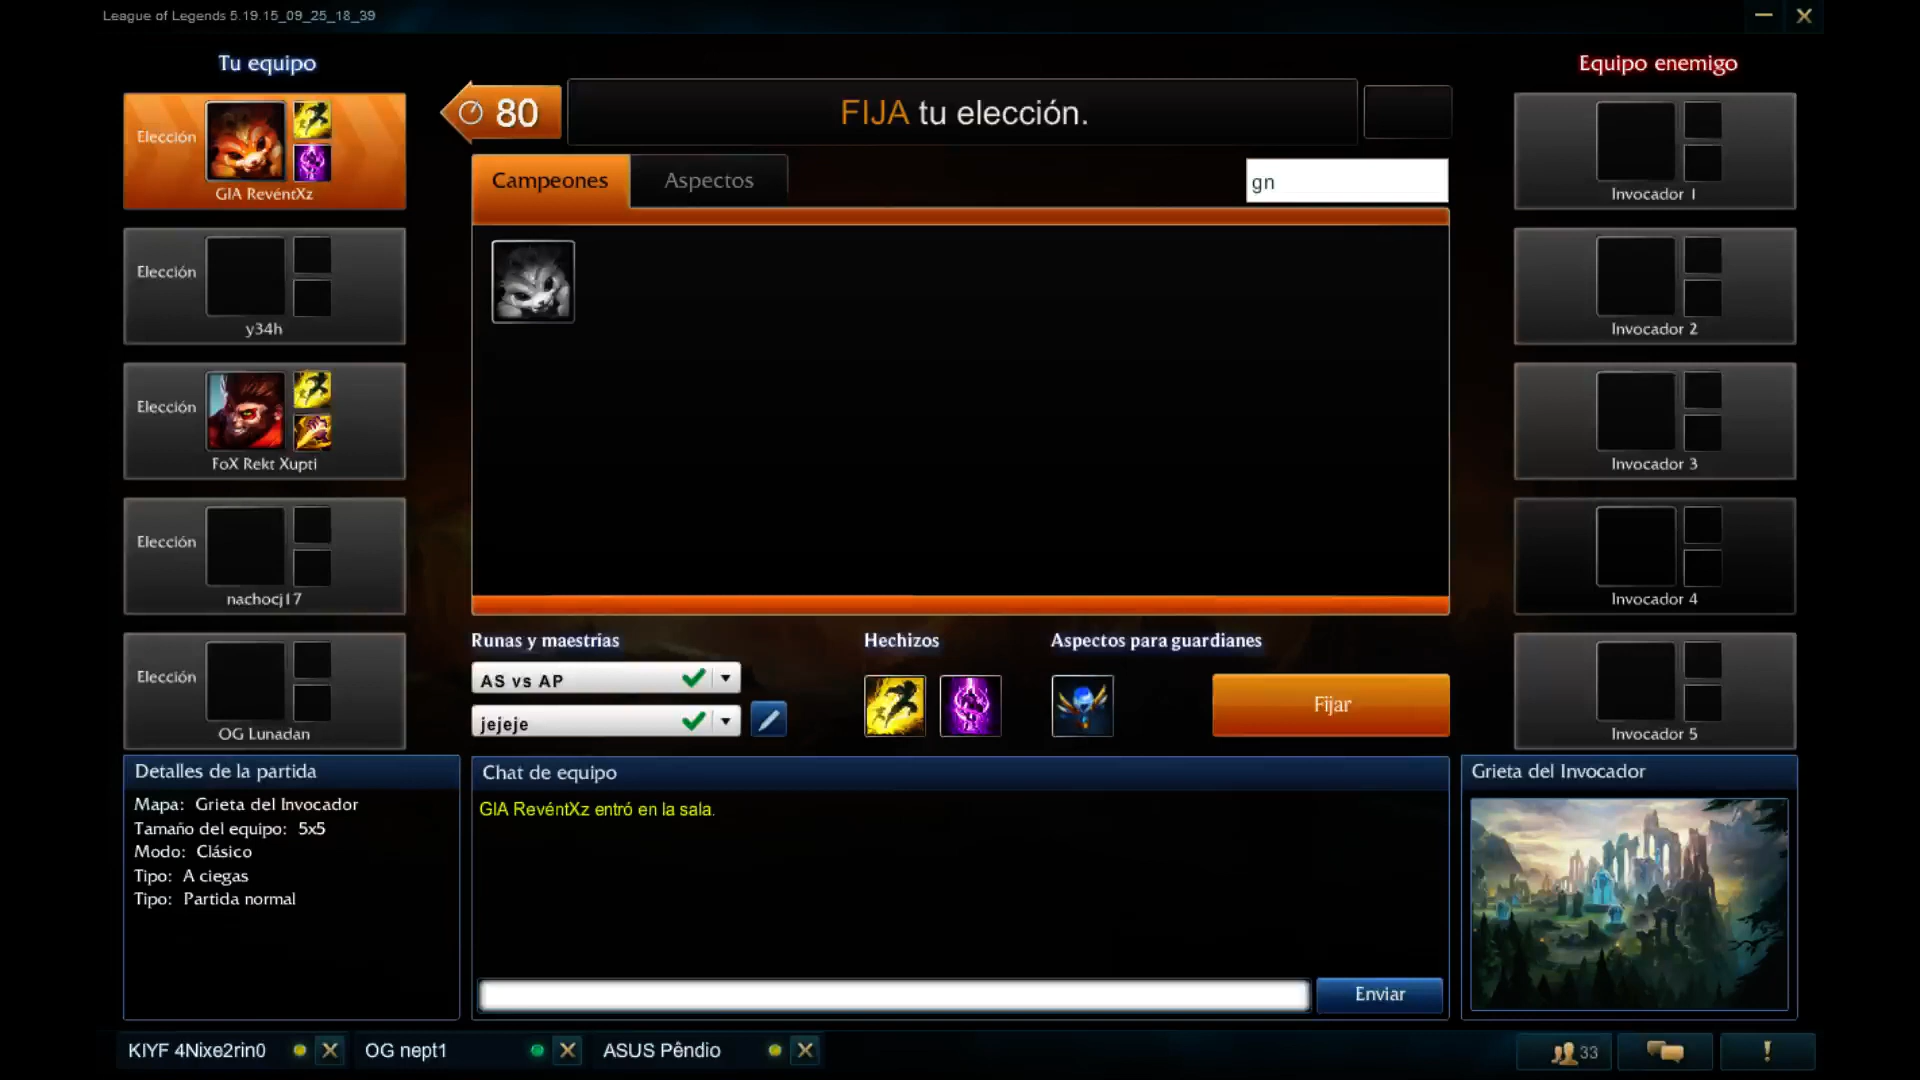 League of Legends 5.19.15_09_25_18_39
Tu equipo
Equipo enemigo
80
FIJA tu elección.
Elección
GIA RevéntXz
Campeones
Aspectos
gn
Invocador 1
Elección
y34h
Invocador 2
Elección
FoX Rekt Xupti
Invocador 3
Elección
nachocj17
Invocador 4
Elección
OG Lunadan
Invocador 5
Runas y maestrías
Hechizos
Aspectos para guardianes
AS vs AP
jejeje
Fijar
Detalles de la partida
Mapa: Grieta del Invocador
Tamaño del equipo: 5x5
Modo: Clásico
Tipo: A ciegas
Tipo: Partida normal
Chat de equipo
GIA RevéntXz entró en la sala.
Enviar
Grieta del Invocador
KIYF 4Nixe2rin0
OG nept1
ASUS Pêndio
33